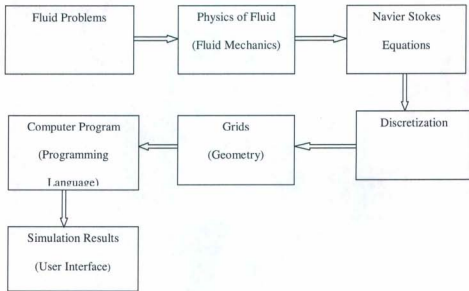 Fluid Problems
Physics of Fluid
(Fluid Mechanics)
Navier Stokes
Equations
Discretization
Grids
(Geometry)
Computer Program
(Programming
Language)
Simulation Results
(User Interface)